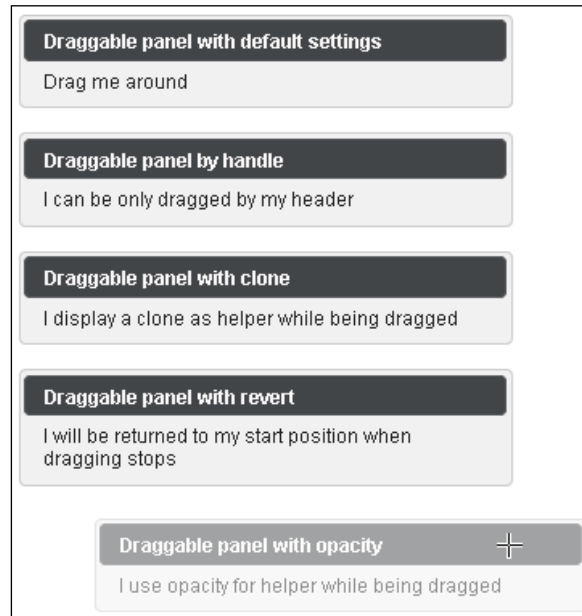 Draggable panel with default settings
Drag me around
Draggable panel by handle
I can be only dragged by my header
Draggable panel with clone
I display a clone as helper while being dragged
Draggable panel with revert
I will be returned to my start position when
dragging stops
Draggable panel with opacity
I use opacity for helper while being dragged